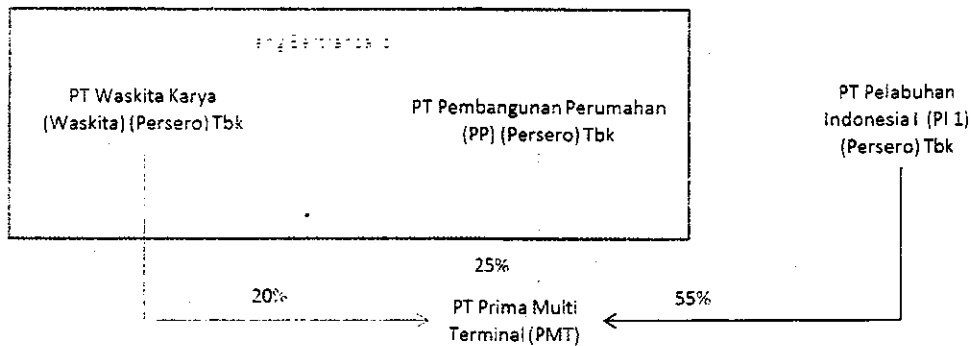 PT Waskita Karya
(Waskita) (Persero) Tbk
PT Pembangunan Perumahan
(PP) (Persero) Tbk
PT Pelabuhan
Indonesia I (PI 1)
(Persero) Tbk
25%
20%
55%
PT Prima Multi
Terminal (PMT)